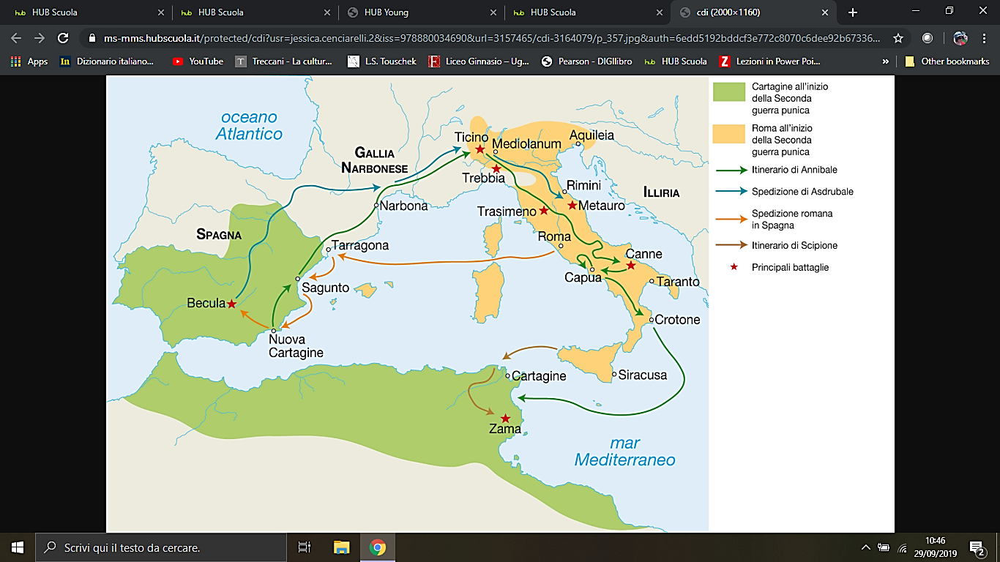 HUB Scuola
HUB Scuola
HUB Young
HUB Scuola
cdi (2000×1160)
ms-mms.hubscuola.it/protected/cdi?usr=jessica.cenciarelli.2&iss=978880034690&url=3157465/cdi-3164079/p_357.jpg&auth=6edd5192bddcf3e772c8070c6dee92b67336...
Apps
Dizionario italiano...
YouTube
Treccani - La cultur...
L.S. Touschek
Liceo Ginnasio – Ug...
Pearson - DIGIlibro
HUB Scuola
Lezioni in Power Poi...
»
Other bookmarks
oceano
Atlantico
GALLIA
NARBONESE
Ticino
Mediolanum
Aquileia
Trebbia
Rimini
ILLIRIA
Narbona
Trasimeno
Metauro
SPAGNA
Tarragona
Roma
Canne
Capua
Taranto
Sagunto
Becula
Crotone
Nuova
Cartagine
Cartagine
Siracusa
Zama
mar
Mediterraneo
Cartagine all'inizio
della Seconda
guerra punica
Roma all'inizio
della Seconda
guerra punica
Itinerario di Annibale
Spedizione di Asdrubale
Spedizione romana
in Spagna
Itinerario di Scipione
Principali battaglie
Scrivi qui il testo da cercare.
10:46
29/09/2019
2